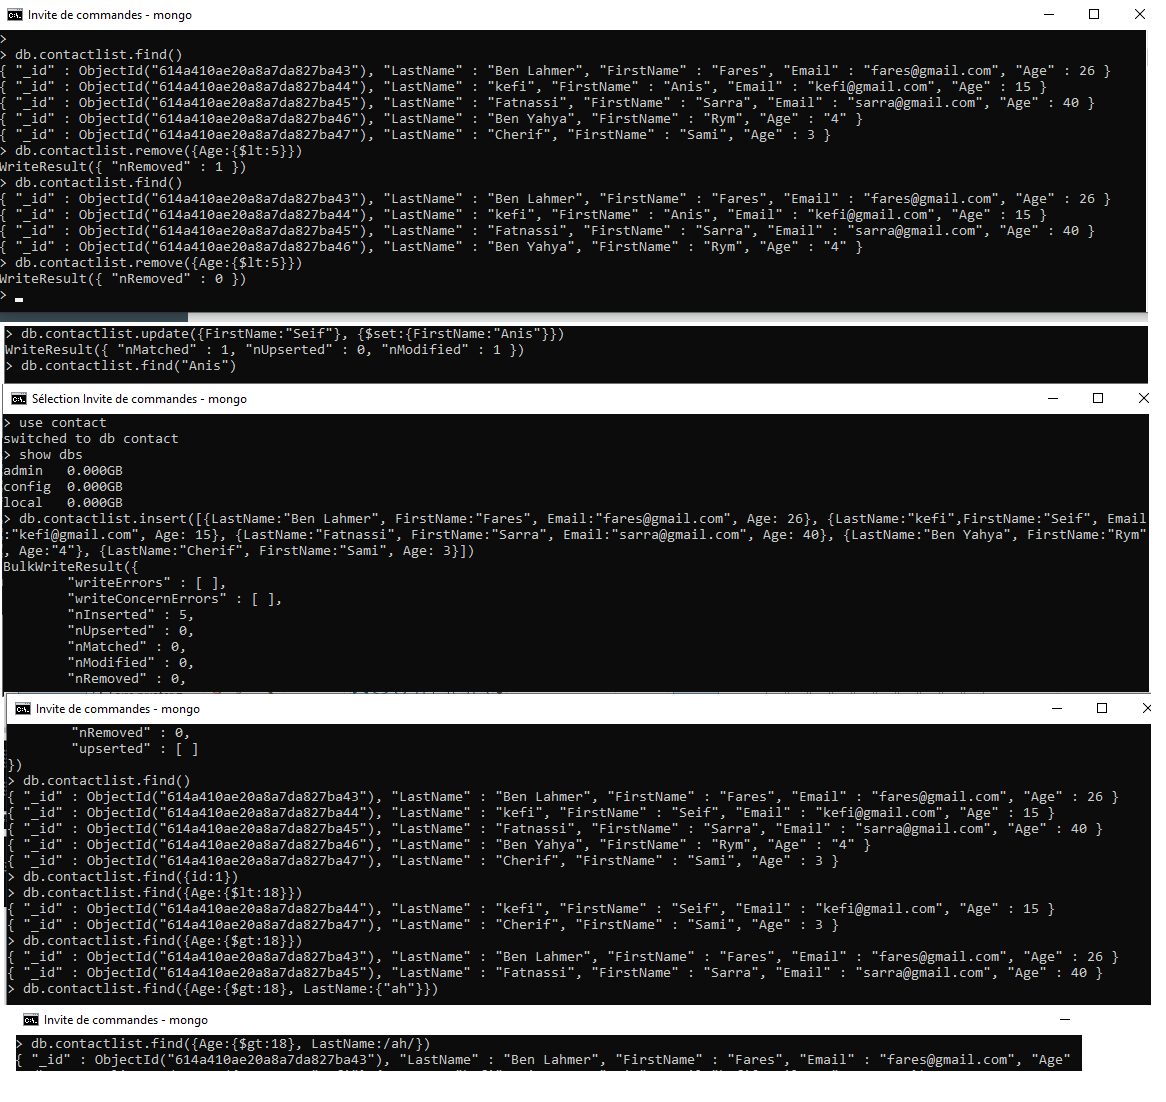 Invite de commandes - mongo
>
> db.contactlist.find()
{ "_id" : ObjectId("614a410ae20a8a7da827ba43"), "LastName" : "Ben Lahmer", "FirstName" : "Fares", "Email" : "fares@gmail.com", "Age" : 26 }
{ "_id" : ObjectId("614a410ae20a8a7da827ba44"), "LastName" : "kefi", "FirstName" : "Anis", "Email" : "kefi@gmail.com", "Age" : 15 }
{ "_id" : ObjectId("614a410ae20a8a7da827ba45"), "LastName" : "Fatnassi", "FirstName" : "Sarra", "Email" : "sarra@gmail.com", "Age" : 40 }
{ "_id" : ObjectId("614a410ae20a8a7da827ba46"), "LastName" : "Ben Yahya", "FirstName" : "Rym", "Age" : "4" }
{ "_id" : ObjectId("614a410ae20a8a7da827ba47"), "LastName" : "Cherif", "FirstName" : "Sami", "Age" : 3 }
> db.contactlist.remove({Age:{$lt:5}})
WriteResult({ "nRemoved" : 1 })
> db.contactlist.find()
{ "_id" : ObjectId("614a410ae20a8a7da827ba43"), "LastName" : "Ben Lahmer", "FirstName" : "Fares", "Email" : "fares@gmail.com", "Age" : 26 }
{ "_id" : ObjectId("614a410ae20a8a7da827ba44"), "LastName" : "kefi", "FirstName" : "Anis", "Email" : "kefi@gmail.com", "Age" : 15 }
{ "_id" : ObjectId("614a410ae20a8a7da827ba45"), "LastName" : "Fatnassi", "FirstName" : "Sarra", "Email" : "sarra@gmail.com", "Age" : 40 }
{ "_id" : ObjectId("614a410ae20a8a7da827ba46"), "LastName" : "Ben Yahya", "FirstName" : "Rym", "Age" : "4" }
> db.contactlist.remove({Age:{$lt:5}})
WriteResult({ "nRemoved" : 0 })
>
> db.contactlist.update({FirstName:"Seif"}, {$set:{FirstName:"Anis"}})
WriteResult({ "nMatched" : 1, "nUpserted" : 0, "nModified" : 1 })
> db.contactlist.find("Anis")
Sélection Invite de commandes - mongo
> use contact
switched to db contact
> show dbs
admin   0.000GB
config  0.000GB
local   0.000GB
> db.contactlist.insert([{LastName:"Ben Lahmer", FirstName:"Fares", Email:"fares@gmail.com", Age: 26}, {LastName:"kefi",FirstName:"Seif", Email
:"kefi@gmail.com", Age: 15}, {LastName:"Fatnassi", FirstName:"Sarra", Email:"sarra@gmail.com", Age: 40}, {LastName:"Ben Yahya", FirstName:"Rym"
, Age:"4"}, {LastName:"Cherif", FirstName:"Sami", Age: 3}])
BulkWriteResult({
"writeErrors" : [ ],
"writeConcernErrors" : [ ],
"nInserted" : 5,
"nUpserted" : 0,
"nMatched" : 0,
"nModified" : 0,
"nRemoved" : 0,
Invite de commandes - mongo
"nRemoved" : 0,
"upserted" : [ ]
})
> db.contactlist.find()
{ "_id" : ObjectId("614a410ae20a8a7da827ba43"), "LastName" : "Ben Lahmer", "FirstName" : "Fares", "Email" : "fares@gmail.com", "Age" : 26 }
{ "_id" : ObjectId("614a410ae20a8a7da827ba44"), "LastName" : "kefi", "FirstName" : "Seif", "Email" : "kefi@gmail.com", "Age" : 15 }
{ "_id" : ObjectId("614a410ae20a8a7da827ba45"), "LastName" : "Fatnassi", "FirstName" : "Sarra", "Email" : "sarra@gmail.com", "Age" : 40 }
{ "_id" : ObjectId("614a410ae20a8a7da827ba46"), "LastName" : "Ben Yahya", "FirstName" : "Rym", "Age" : "4" }
{ "_id" : ObjectId("614a410ae20a8a7da827ba47"), "LastName" : "Cherif", "FirstName" : "Sami", "Age" : 3 }
> db.contactlist.find({id:1})
> db.contactlist.find({Age:{$lt:18}})
{ "_id" : ObjectId("614a410ae20a8a7da827ba44"), "LastName" : "kefi", "FirstName" : "Seif", "Email" : "kefi@gmail.com", "Age" : 15 }
{ "_id" : ObjectId("614a410ae20a8a7da827ba47"), "LastName" : "Cherif", "FirstName" : "Sami", "Age" : 3 }
> db.contactlist.find({Age:{$gt:18}})
{ "_id" : ObjectId("614a410ae20a8a7da827ba43"), "LastName" : "Ben Lahmer", "FirstName" : "Fares", "Email" : "fares@gmail.com", "Age" : 26 }
{ "_id" : ObjectId("614a410ae20a8a7da827ba45"), "LastName" : "Fatnassi", "FirstName" : "Sarra", "Email" : "sarra@gmail.com", "Age" : 40 }
> db.contactlist.find({Age:{$gt:18}, LastName:{"ah"}})
Invite de commandes - mongo
> db.contactlist.find({Age:{$gt:18}, LastName:/ah/})
{ "_id" : ObjectId("614a410ae20a8a7da827ba43"), "LastName" : "Ben Lahmer", "FirstName" : "Fares", "Email" : "fares@gmail.com", "Age"